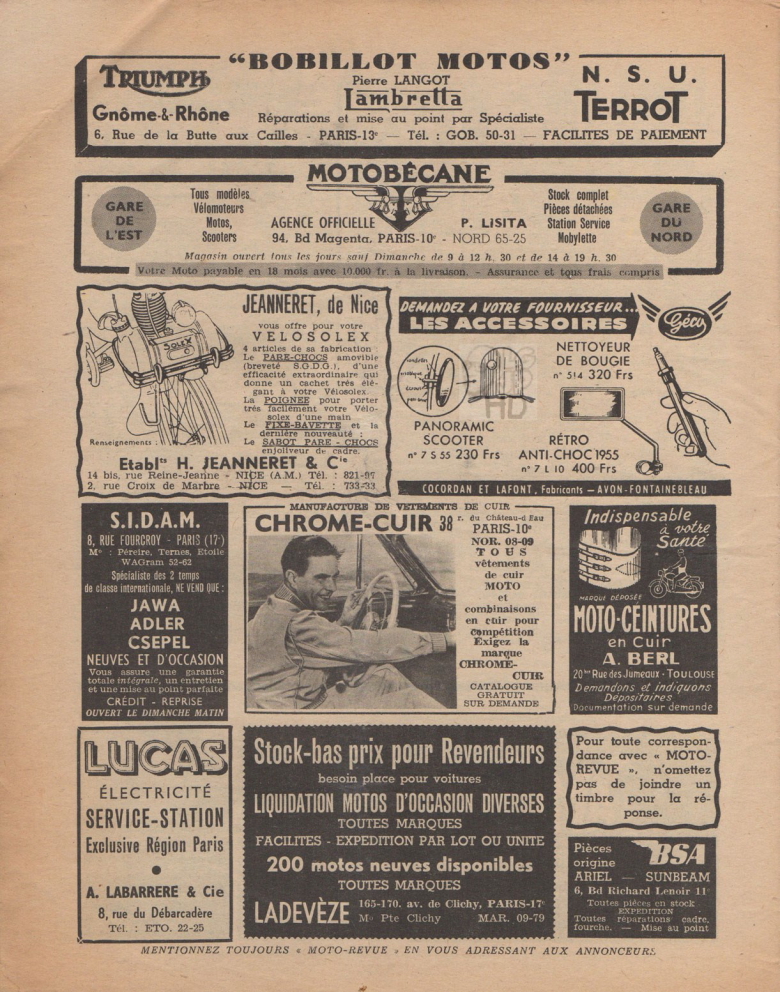 "BOBILLOT MOTOS"
TRIUMPH
Gnôme-&-Rhône
Pierre LANGOT
Lambretta
Réparations et mise au point par Spécialiste
N. S. U.
TERROT
6, Rue de la Butte aux Cailles - PARIS-13e — Tél. : GOB. 50-31 — FACILITES DE PAIEMENT
MOTOBÉCANE
GARE
DE
L'EST
Tous modèles
Vélomoteurs
Motos,
Scooters
AGENCE OFFICIELLE P. LISITA
94, Bd Magenta, PARIS-10e - NORD 65-25
Stock complet
Pièces détachées
Station Service
Mobylette
GARE
DU
NORD
Magasin ouvert tous les jours sauf Dimanche de 9 à 12 h. 30 et de 14 à 19 h. 30
Votre Moto payable en 18 mois avec 10.000 fr. à la livraison. - Assurance et tous frais compris
SOLEX
Renseignements :
JEANNERET, de Nice
vous offre pour votre
VELOSOLEX
4 articles de sa fabrication :
Le PARE-CHOCS amovible
(breveté S.G.D.G.), d'une
efficacité extraordinaire qui
donne un cachet très élé-
gant à votre Vélosolex.
La POIGNEE pour porter
très facilement votre Vélo-
solex d'une main.
Le FIXE-BAVETTE et la
dernière nouveauté :
Le SABOT PARE-CHOCS
enjoliveur de cadre.
Etablts H. JEANNERET & Cie
14 bis, rue Reine-Jeanne - NICE (A.M.) Tél. : 821-97
2, rue Croix de Marbre - NICE — Tél. : 733-33
DEMANDEZ A VOTRE FOURNISSEUR...
LES ACCESSOIRES
Géco
NETTOYEUR
DE BOUGIE
n° 514 320 Frs
HD
PANORAMIC
SCOOTER
n° 7 S 55 230 Frs
RÉTRO
ANTI-CHOC 1955
n° 7 L 10 400 Frs
COCORDAN ET LAFONT, Fabricants — AVON-FONTAINEBLEAU
S.I.D.A.M.
8, RUE FOURCROY - PARIS (17e)
Mo : Péreire, Ternes, Etoile
WAGram 52-62
Spécialiste des 2 temps
de classe internationale, NE VEND QUE :
JAWA
ADLER
CSEPEL
NEUVES ET D'OCCASION
Vous assure une garantie
totale intégrale, un entretien
et une mise au point parfaite
CRÉDIT - REPRISE
OUVERT LE DIMANCHE MATIN
MANUFACTURE DE VETEMENTS DE CUIR
CHROME-CUIR 38 r. du Château-d'Eau
PARIS-10e
NOR. 08-09
TOUS
vêtements
de cuir
MOTO
et
combinaisons
en cuir pour
compétition
Exigez la
marque
CHROME-
CUIR
CATALOGUE
GRATUIT
SUR DEMANDE
Indispensable
à votre
Santé
MARQUE DÉPOSÉE
MOTO-CEINTURES
en Cuir
A. BERL
20 bis Rue des Jumeaux - TOULOUSE
Demandons et indiquons
Dépositaires
Documentation sur demande
LUCAS
ÉLECTRICITÉ
SERVICE-STATION
Exclusive Région Paris
A. LABARRERE & Cie
8, rue du Débarcadère
Tél. : ETO. 22-25
Stock-bas prix pour Revendeurs
besoin place pour voitures
LIQUIDATION MOTOS D'OCCASION DIVERSES
TOUTES MARQUES
FACILITES - EXPEDITION PAR LOT OU UNITE
200 motos neuves disponibles
TOUTES MARQUES
LADEVÈZE 165-170, av. de Clichy, PARIS-17e
Mo Pte Clichy MAR. 09-79
Pour toute correspon-
dance avec « MOTO-
REVUE », n'omettez
pas de joindre un
timbre pour la ré-
ponse.
Pièces
origine
BSA
ARIEL — SUNBEAM
6, Bd Richard Lenoir 11e
Toutes pièces en stock
EXPEDITION
Toutes réparations cadre,
fourche. — Mise au point
MENTIONNEZ TOUJOURS « MOTO-REVUE » EN VOUS ADRESSANT AUX ANNONCEURS.